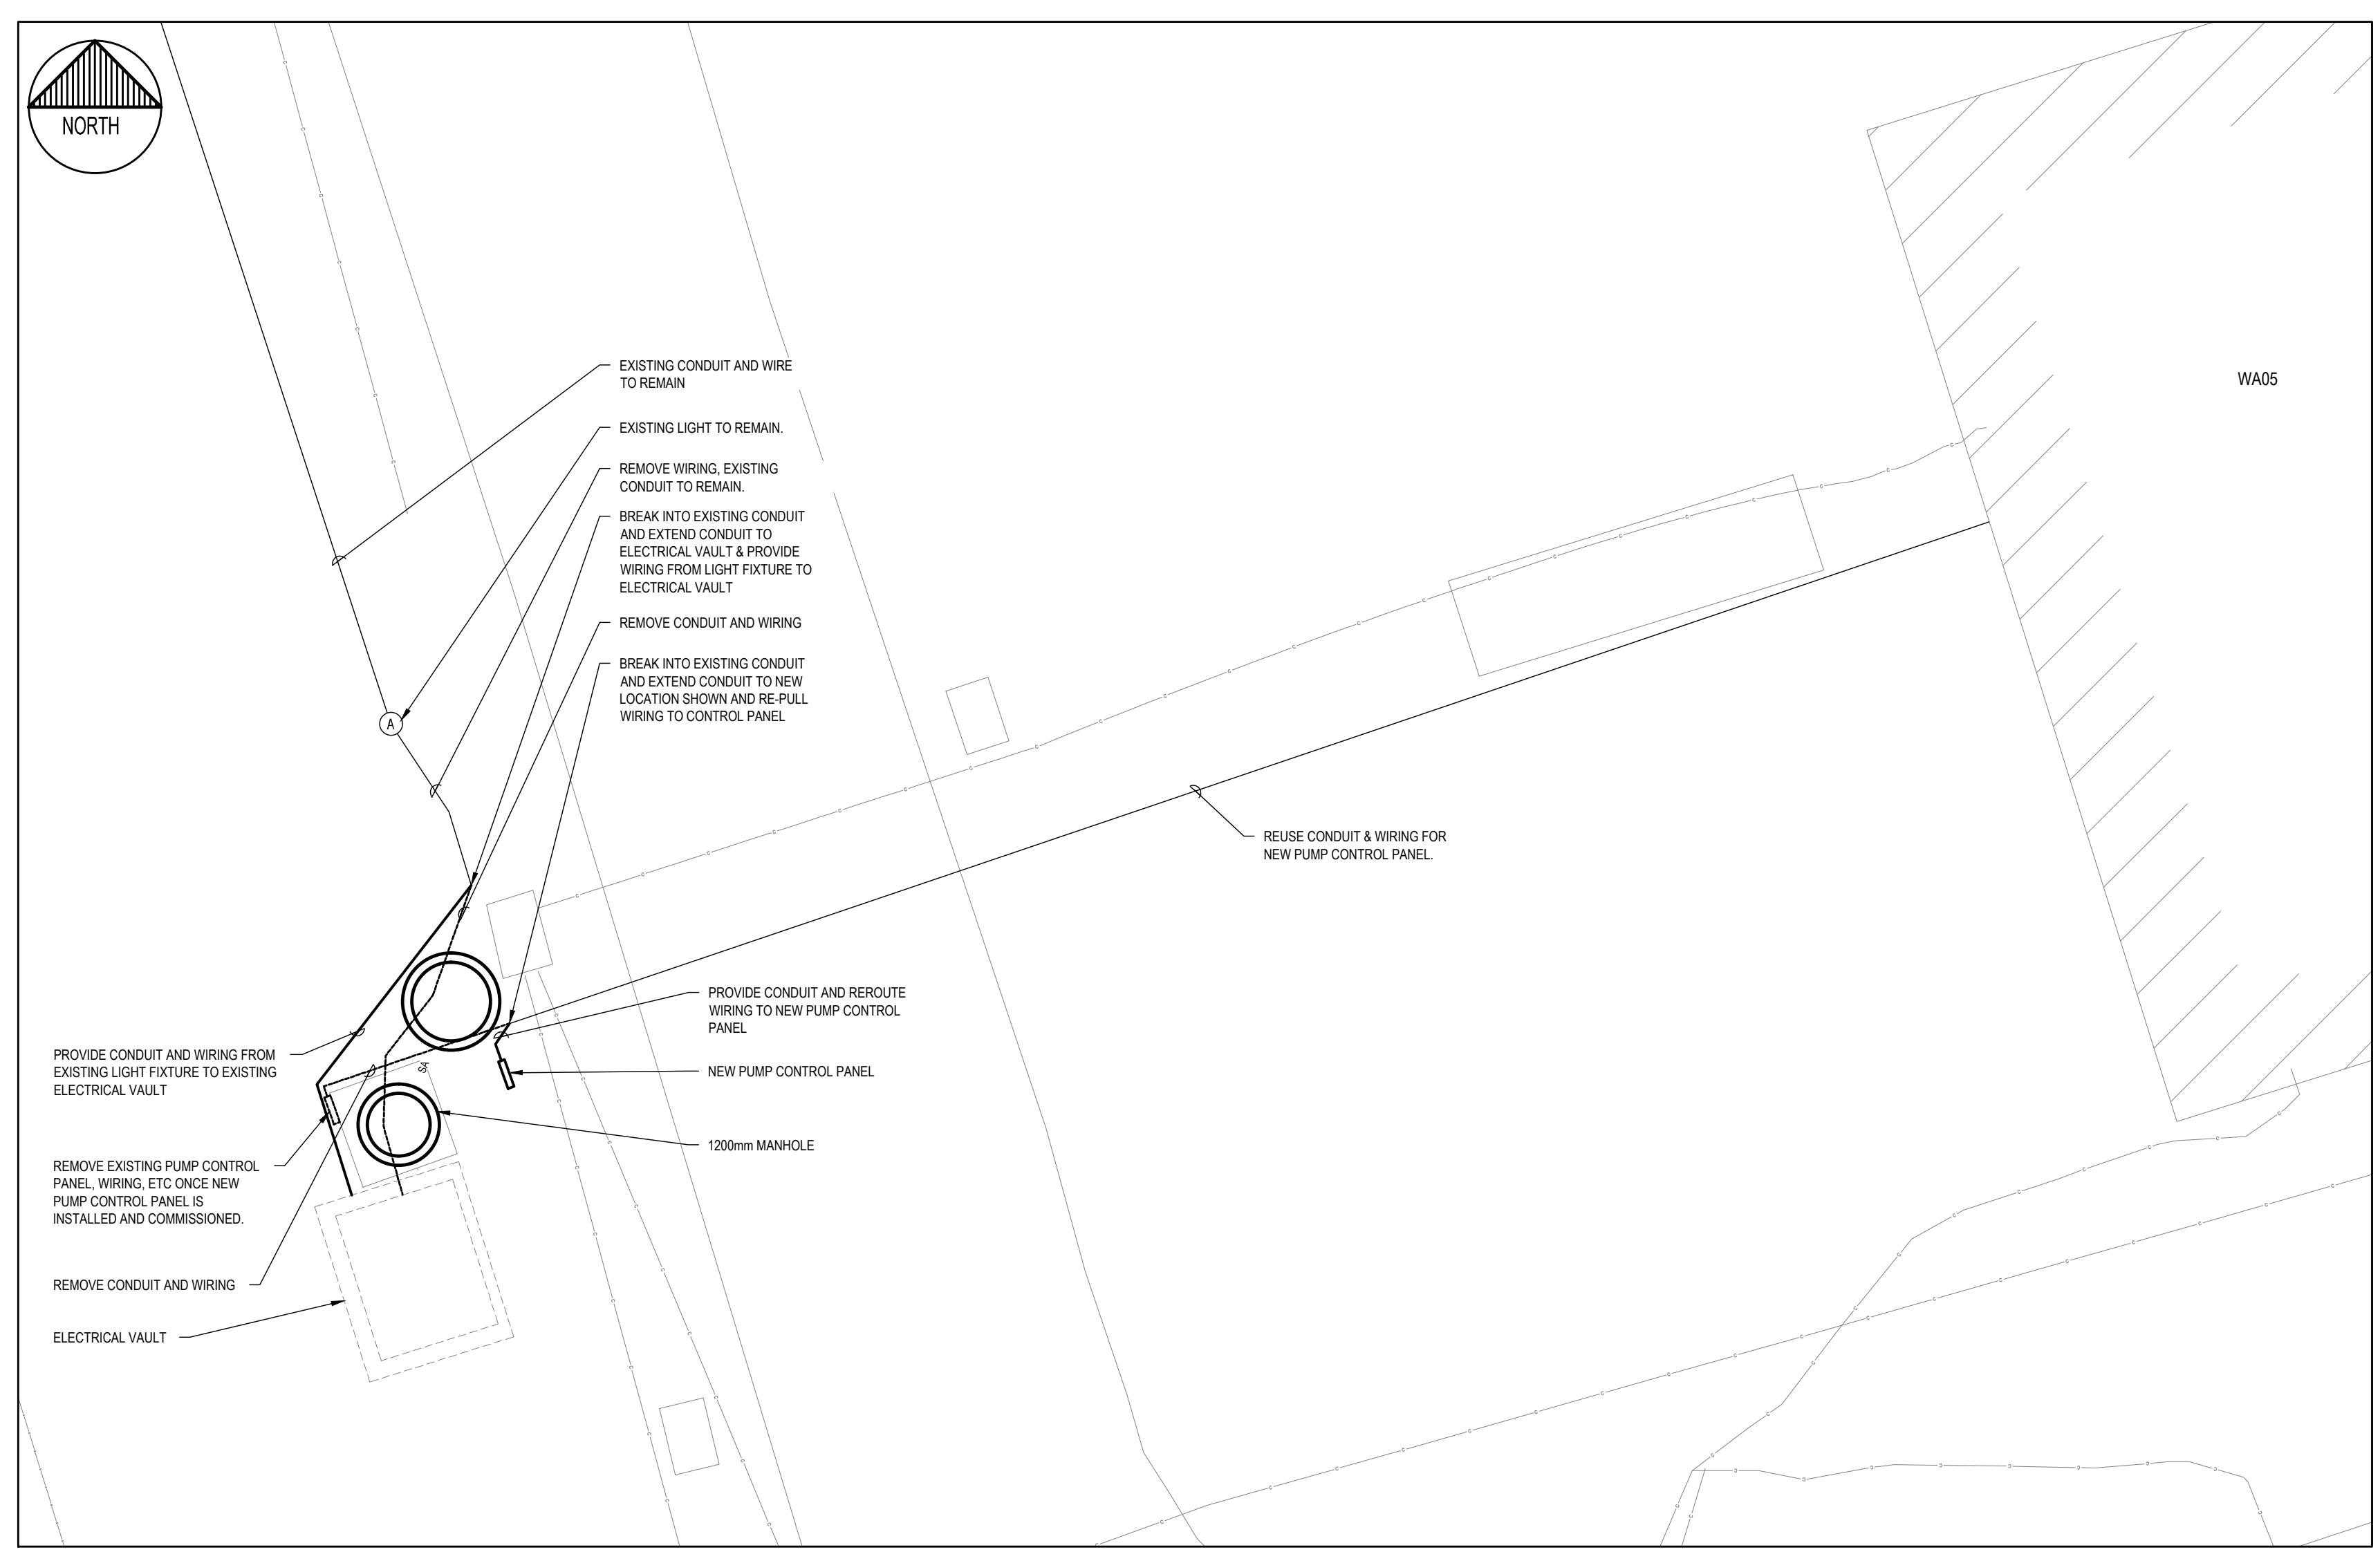 NORTH
EXISTING CONDUIT AND WIRE
TO REMAIN
EXISTING LIGHT TO REMAIN.
REMOVE WIRING, EXISTING
CONDUIT TO REMAIN.
BREAK INTO EXISTING CONDUIT
AND EXTEND CONDUIT TO
ELECTRICAL VAULT & PROVIDE
WIRING FROM LIGHT FIXTURE TO
ELECTRICAL VAULT
REMOVE CONDUIT AND WIRING
BREAK INTO EXISTING CONDUIT
AND EXTEND CONDUIT TO NEW
LOCATION SHOWN AND RE-PULL
WIRING TO CONTROL PANEL
WA05
A
REUSE CONDUIT & WIRING FOR
NEW PUMP CONTROL PANEL.
PROVIDE CONDUIT AND REROUTE
WIRING TO NEW PUMP CONTROL
PANEL
NEW PUMP CONTROL PANEL
1200mm MANHOLE
PROVIDE CONDUIT AND WIRING FROM
EXISTING LIGHT FIXTURE TO EXISTING
ELECTRICAL VAULT
REMOVE EXISTING PUMP CONTROL
PANEL, WIRING, ETC ONCE NEW
PUMP CONTROL PANEL IS
INSTALLED AND COMMISSIONED.
REMOVE CONDUIT AND WIRING
ELECTRICAL VAULT